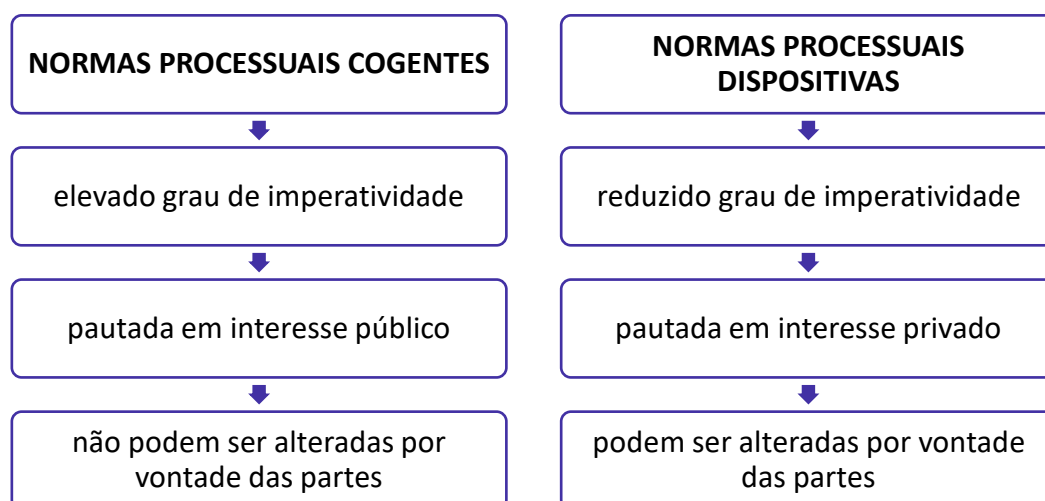 NORMAS PROCESSUAIS COGENTES
elevado grau de imperatividade
pautada em interesse público
não podem ser alteradas por
vontade das partes
NORMAS PROCESSUAIS
DISPOSITIVAS
reduzido grau de imperatividade
pautada em interesse privado
podem ser alteradas por vontade
das partes